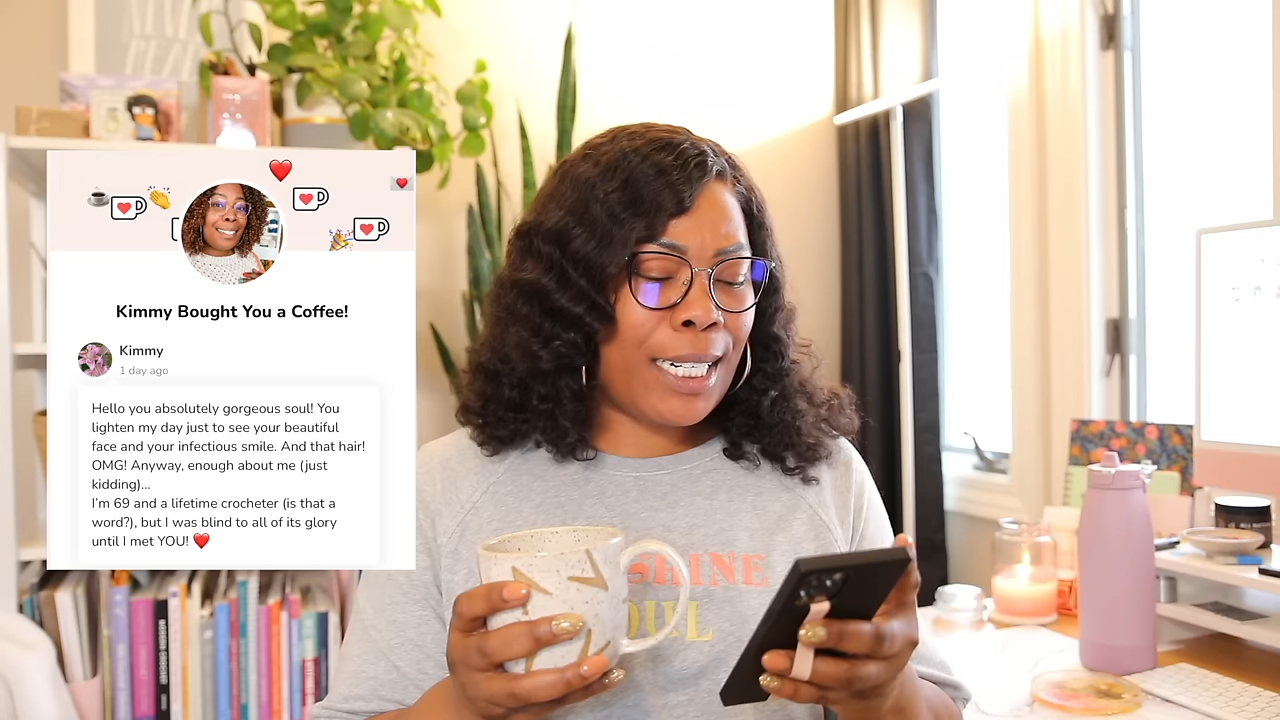 Kimmy Bought You a Coffee!
Kimmy
1 day ago
Hello you absolutely gorgeous soul! You
lighten my day just to see your beautiful
face and your infectious smile. And that hair!
OMG! Anyway, enough about me (just
kidding)...
I'm 69 and a lifetime crocheter (is that a
word?), but I was blind to all of its glory
until I met YOU! ❤️
SHINE